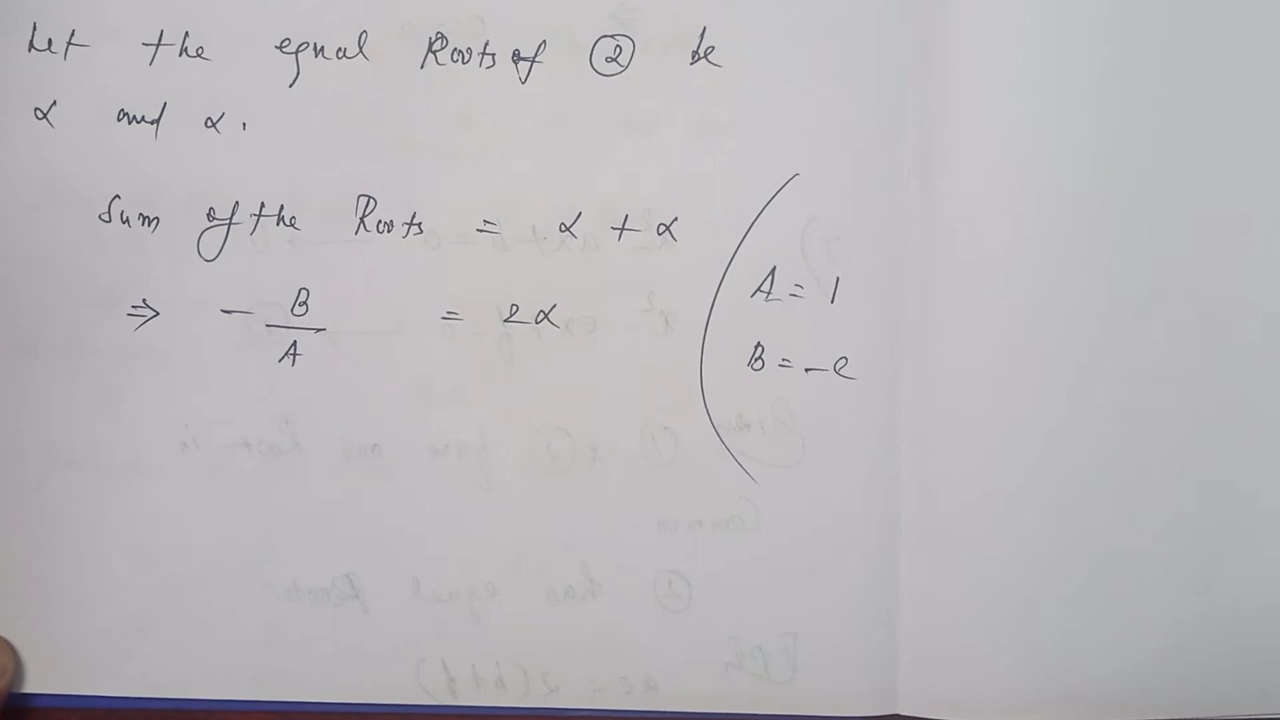 Let the equal Roots of ② be
α and α.
Sum of the Roots = α + α
⇒ - B/A = 2α
A = 1
B = -e